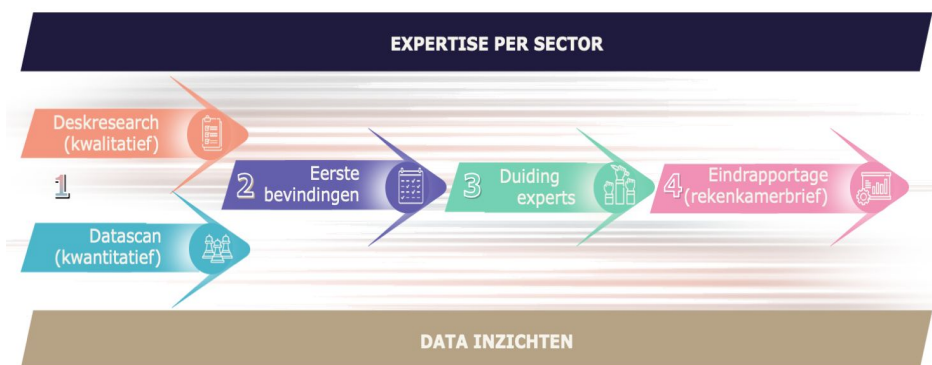 EXPERTISE PER SECTOR
Deskresearch
(kwalitatief)
1
Datascan
(kwantitatief)
2
Eerste
bevindingen
3
Duiding
experts
4
Eindrapportage
(rekenkamerbrief)
DATA INZICHTEN